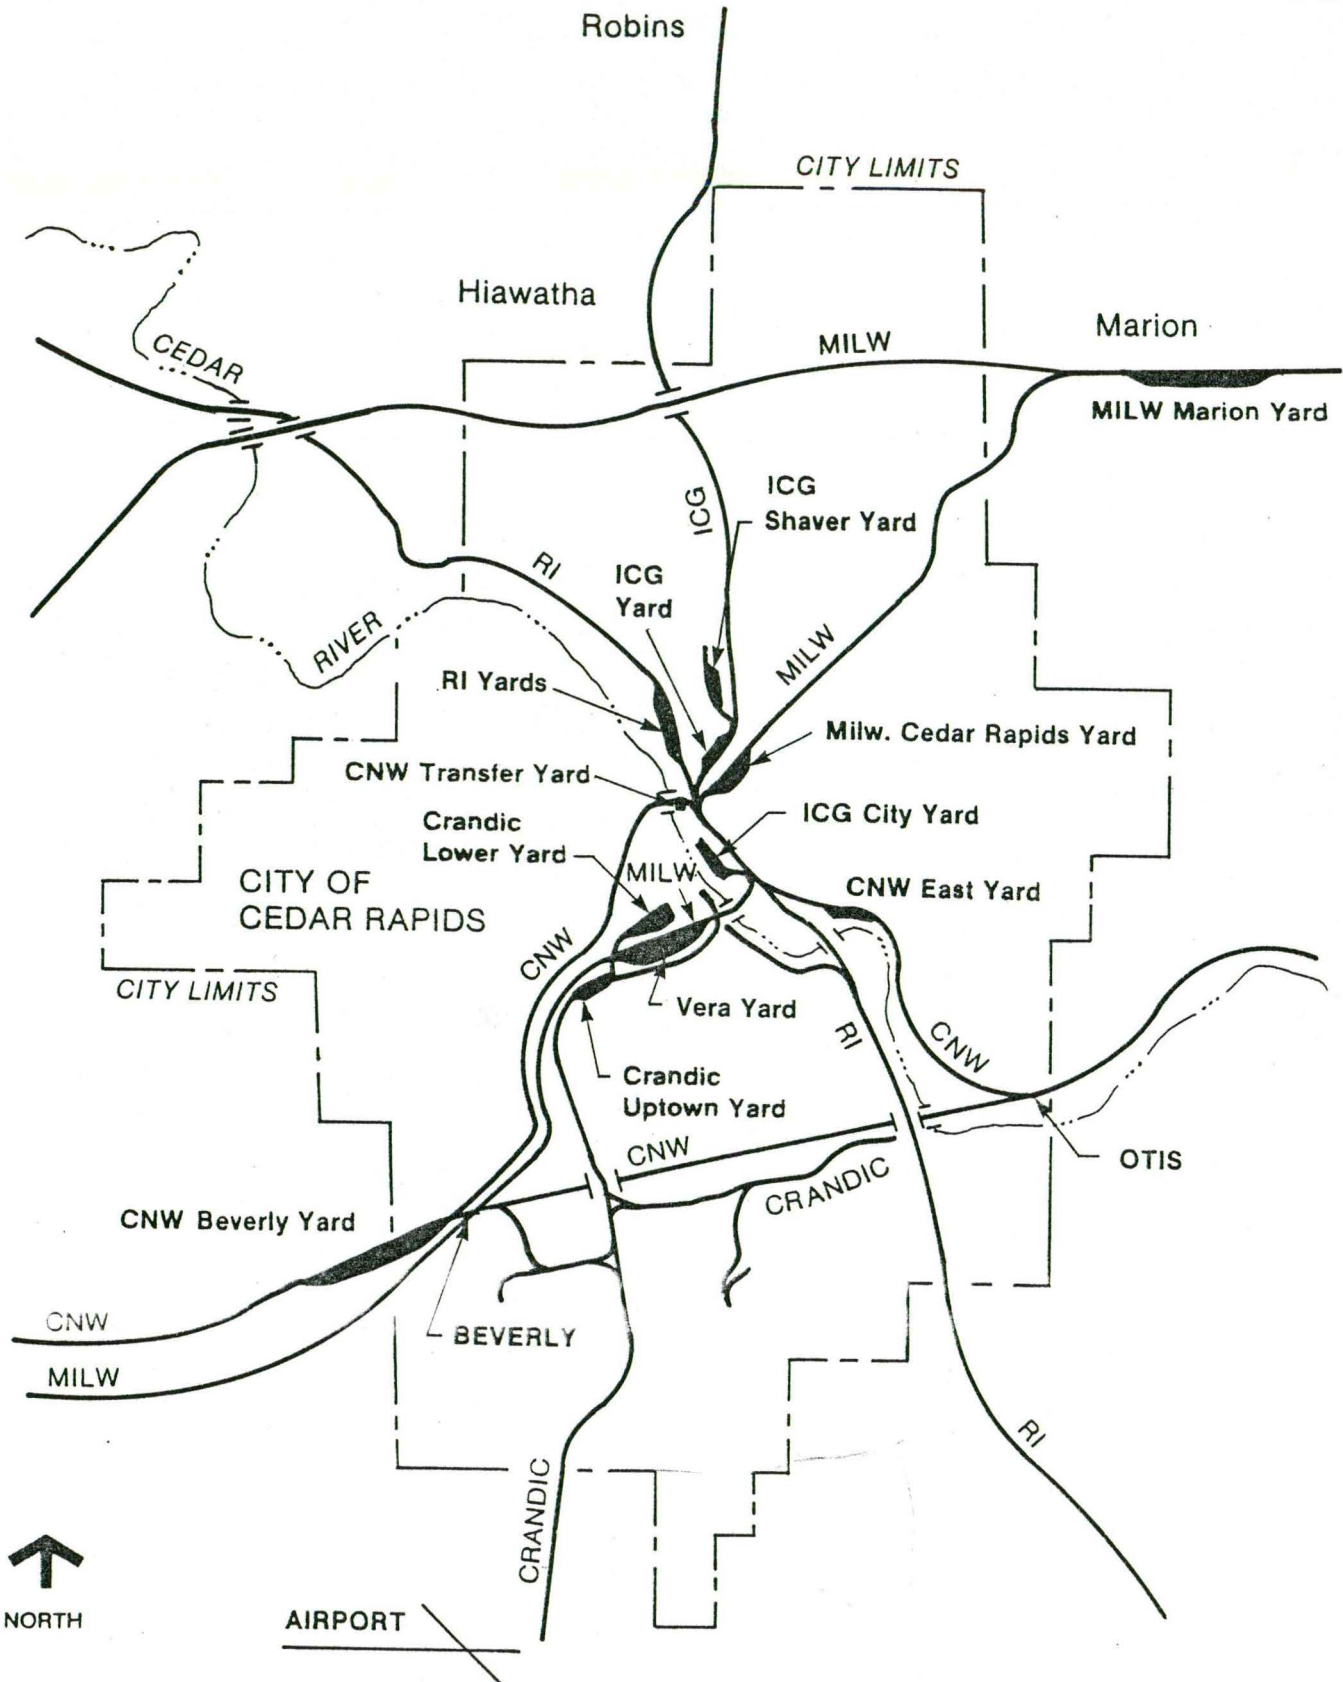 Robins
CITY LIMITS
Hiawatha
Marion
MILW
CEDAR
MILW Marion Yard
ICG
Shaver Yard
ICG
RI
ICG
Yard
RIVER
MILW
RI Yards
Milw. Cedar Rapids Yard
CNW Transfer Yard
ICG City Yard
Crandic
Lower Yard
MILW
CITY OF
CEDAR RAPIDS
CNW East Yard
CNW
CITY LIMITS
Vera Yard
RI
CNW
Crandic
Uptown Yard
CNW
OTIS
CRANDIC
CNW Beverly Yard
CNW
BEVERLY
MILW
RI
CRANDIC
NORTH
AIRPORT